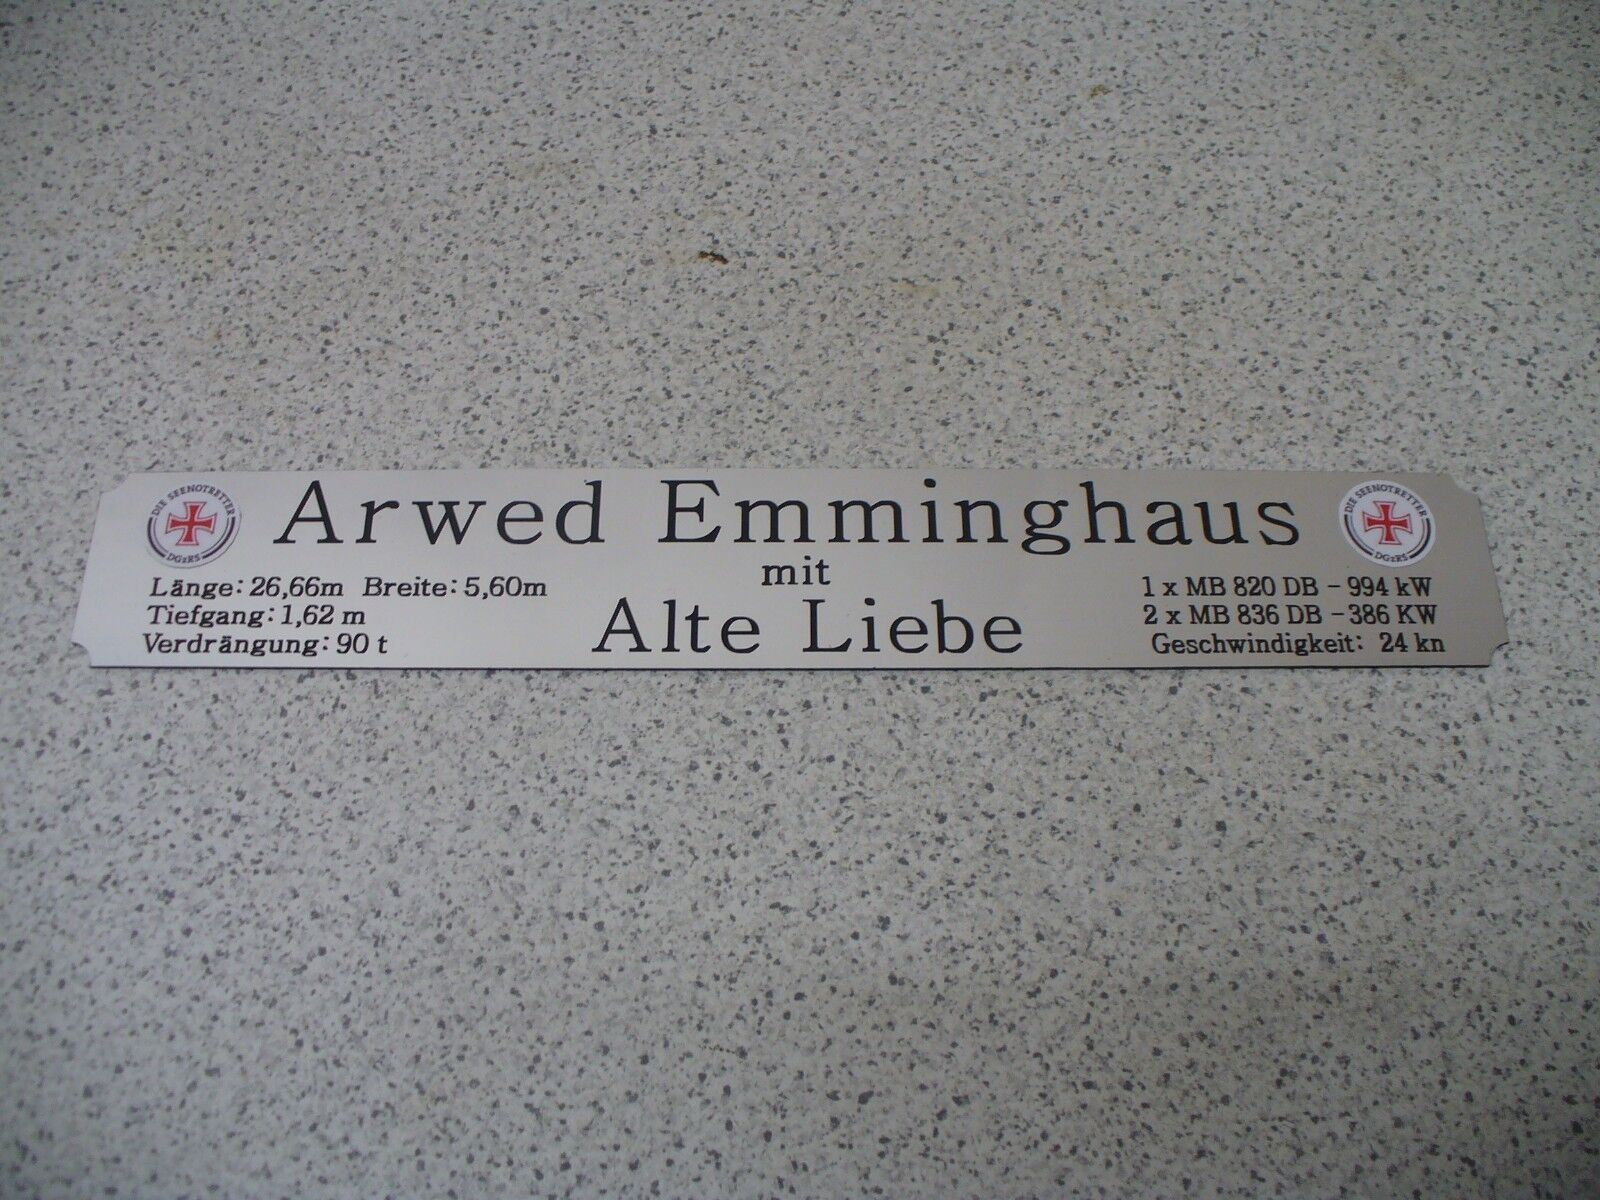 DIE SEENOTRETTER
DGzRS
Arwed Emminghaus
DIE SEENOTRETTER
DGzRS
mit
Alte Liebe
Länge: 26,66m Breite: 5,60m
Tiefgang: 1,62 m
Verdrängung: 90 t
1 x MB 820 DB - 994 kW
2 x MB 836 DB - 386 KW
Geschwindigkeit: 24 kn